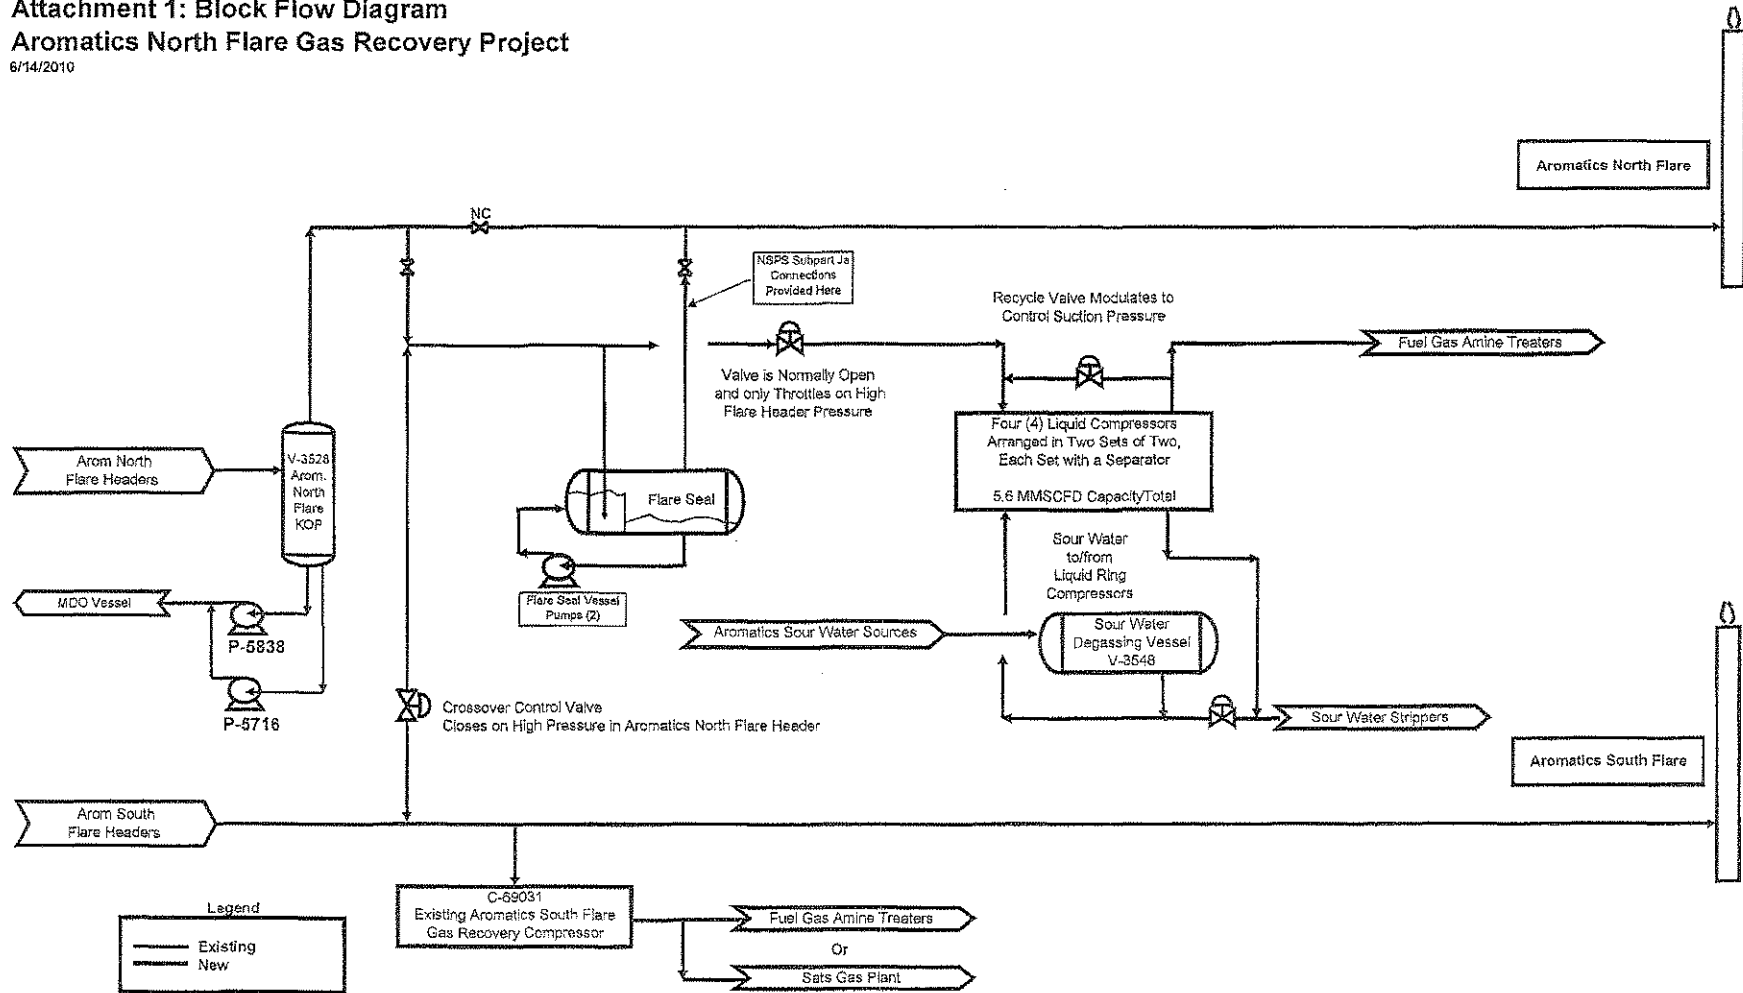 Attachment 1: Block Flow Diagram
Aromatics North Flare Gas Recovery Project
6/14/2010
Aromatics North Flare
NC
NSPS Subpart Ja
Connections
Provided Here
Recycle Valve Modulates to
Control Suction Pressure
Fuel Gas Amine Treaters
Valve is Normally Open
and only Throttles on High
Flare Header Pressure
Four (4) Liquid Compressors
Arranged in Two Sets of Two,
Each Set with a Separator
5.6 MMSCFD Capacity Total
Arom North
Flare Headers
V-3528
Arom.
North
Flare
KOP
Flare Seal
Sour Water
to/from
Liquid Ring
Compressors
Flare Seal Vessel
Pumps (2)
MDO Vessel
P-5838
P-5716
Aromatics Sour Water Sources
Sour Water
Degassing Vessel
V-3548
Crossover Control Valve
Closes on High Pressure in Aromatics North Flare Header
Sour Water Strippers
Aromatics South Flare
Arom South
Flare Headers
C-69031
Existing Aromatics South Flare
Gas Recovery Compressor
Fuel Gas Amine Treaters
Or
Sats Gas Plant
Legend
Existing
New